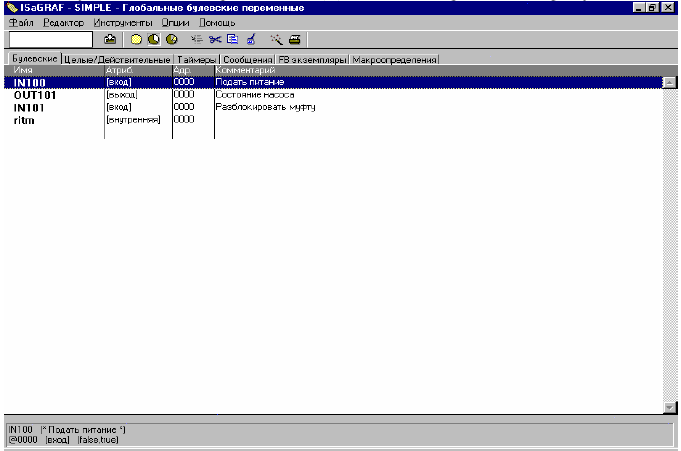 ISaGRAF - SIMPLE - Глобальные булевские переменные
Файл Редактор Инструменты Опции Помощь
Булевские Целые/Действительные Таймеры Сообщения FB экземпляры Макроопределения
Имя Атриб. Адр. Комментарий
IN100 [вход] 0000 Подать питание
OUT101 [выход] 0000 Состояние насоса
IN101 [вход] 0000 Разблокировать муфту
ritm [внутренняя] 0000
IN100 (* Подать питание *)
@0000 [вход] [false,true]